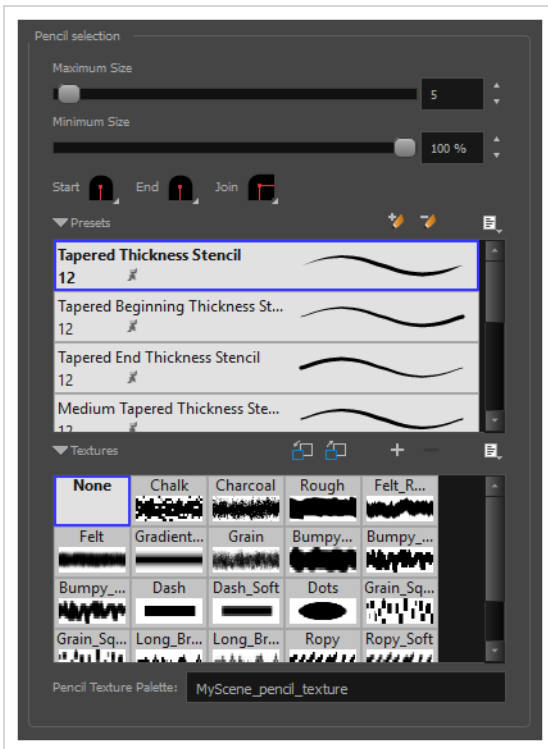 Pencil selection
Maximum Size
5
Minimum Size
100 %
Start End Join
Presets
Tapered Thickness Stencil
12
Tapered Beginning Thickness St...
12
Tapered End Thickness Stencil
12
Medium Tapered Thickness Ste...
12
Textures
None Chalk Charcoal Rough Felt_R...
Felt Gradient... Grain Bumpy... Bumpy_...
Bumpy_... Dash Dash_Soft Dots Grain_Sq...
Grain_Sq... Long_Br... Long_Br... Ropy Ropy_Soft
Pencil Texture Palette: MyScene_pencil_texture